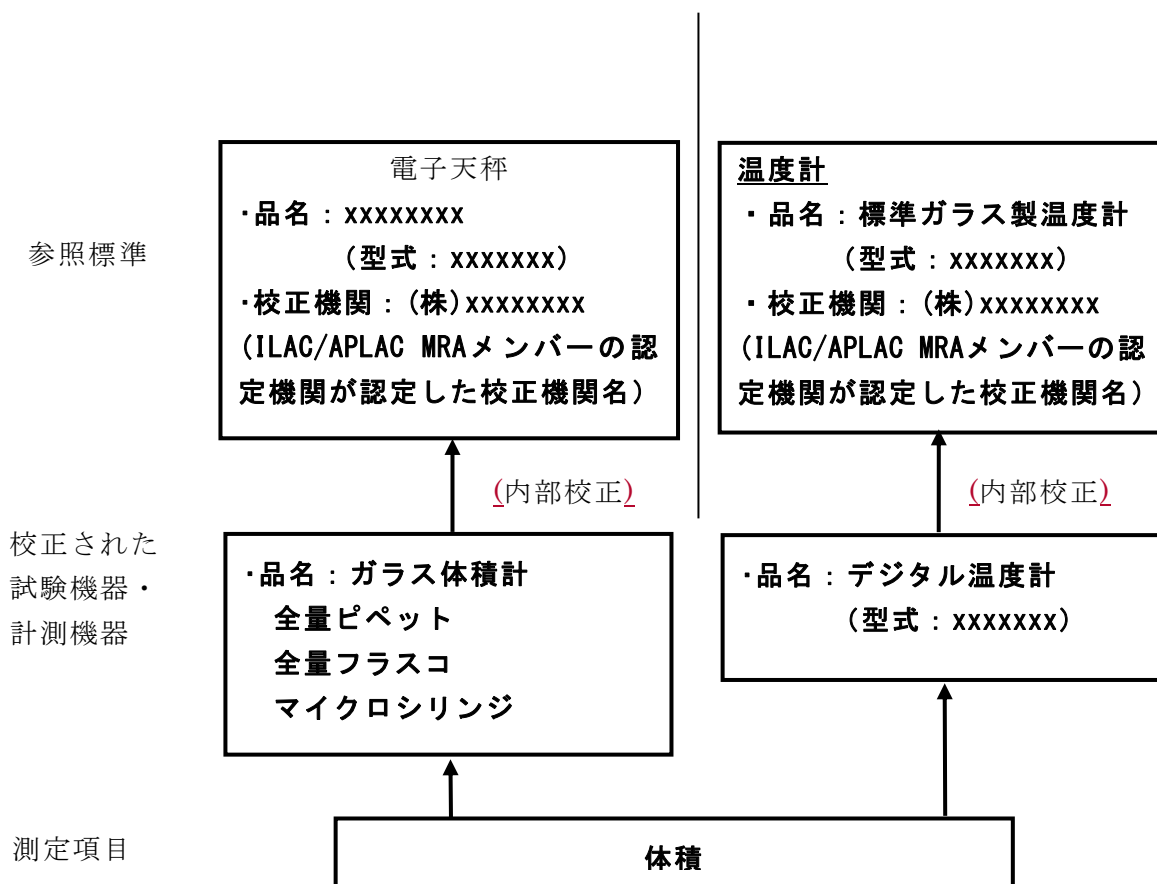 参照標準
電子天秤
・品名：xxxxxxxx
（型式：xxxxxxx）
・校正機関：(株)xxxxxxxx
(ILAC/APLAC MRAメンバーの認
定機関が認定した校正機関名)
温度計
・品名：標準ガラス製温度計
（型式：xxxxxxx）
・校正機関：(株)xxxxxxxx
(ILAC/APLAC MRAメンバーの認
定機関が認定した校正機関名)
(内部校正)
(内部校正)
校正された
試験機器・
計測機器
・品名：ガラス体積計
全量ピペット
全量フラスコ
マイクロシリンジ
・品名：デジタル温度計
（型式：xxxxxxx）
測定項目
体積